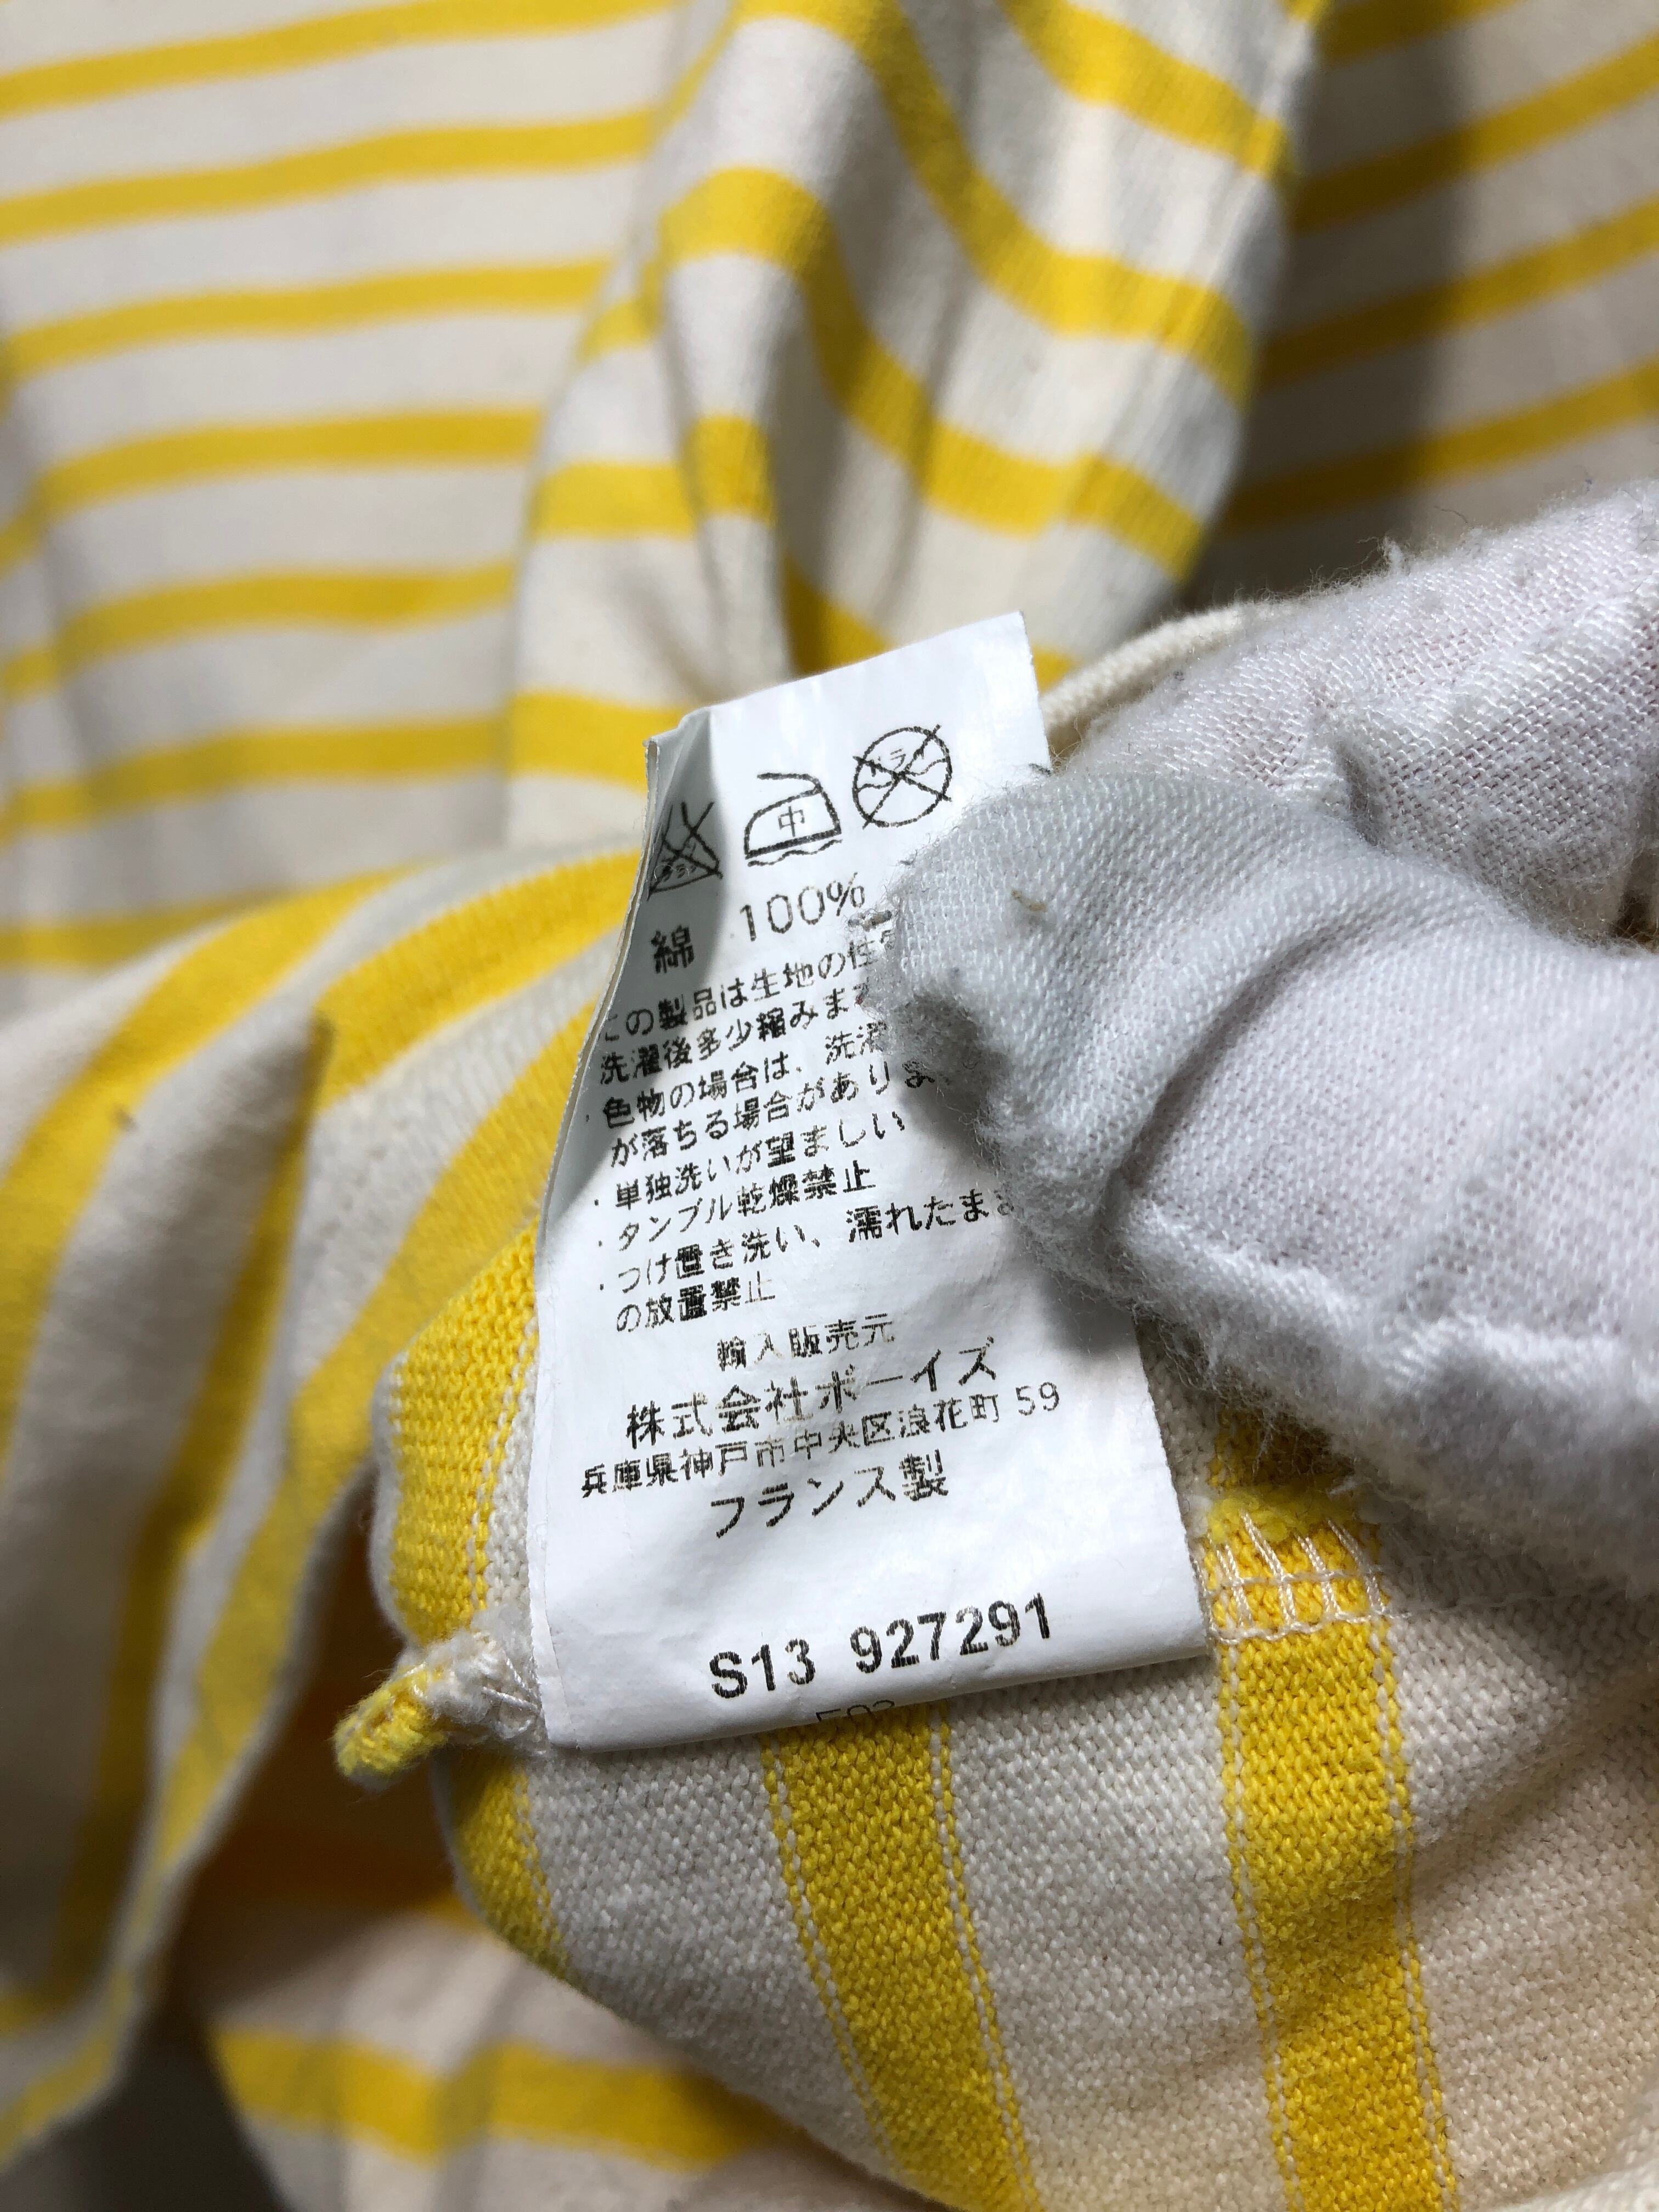 中
綿 100%
この製品は生地の性
洗濯後多少縮みま
・色物の場合は、洗濯
が落ちる場合がありま
・単独洗いが望ましい
・タンブル乾燥禁止
・つけ置き洗い、濡れたまま
の放置禁止
輸入販売元
株式会社ボーイズ
兵庫県神戸市中央区浪花町 59
フランス製
S13 927291